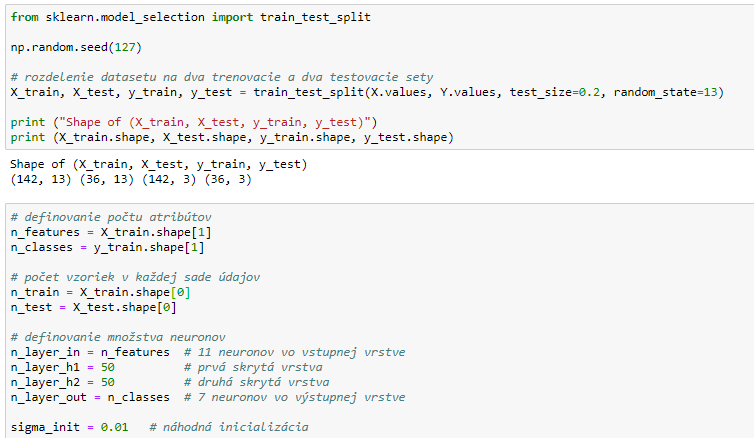 from sklearn.model_selection import train_test_split
np.random.seed(127)
# rozdelenie datasetu na dva trenovacie a dva testovacie sety
X_train, X_test, y_train, y_test = train_test_split(X.values, Y.values, test_size=0.2, random_state=13)
print ("Shape of (X_train, X_test, y_train, y_test)")
print (X_train.shape, X_test.shape, y_train.shape, y_test.shape)
Shape of (X_train, X_test, y_train, y_test)
(142, 13) (36, 13) (142, 3) (36, 3)
# definovanie počtu atribútov
n_features = X_train.shape[1]
n_classes = y_train.shape[1]
# počet vzoriek v každej sade údajov
n_train = X_train.shape[0]
n_test = X_test.shape[0]
# definovanie množstva neuronov
n_layer_in = n_features  # 11 neuronov vo vstupnej vrstve
n_layer_h1 = 50          # prvá skrytá vrstva
n_layer_h2 = 50          # druhá skrytá vrstva
n_layer_out = n_classes  # 7 neuronov vo výstupnej vrstve
sigma_init = 0.01   # náhodná inicializácia